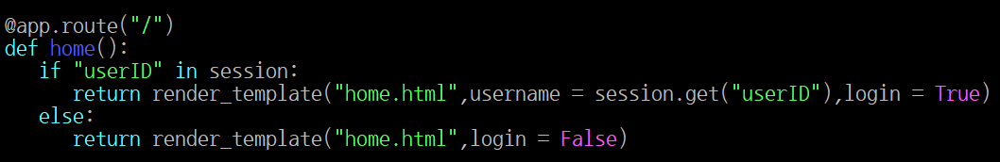 @app.route("/")
def home():
   if "userID" in session:
      return render_template("home.html",username = session.get("userID"),login = True)
   else:
      return render_template("home.html",login = False)